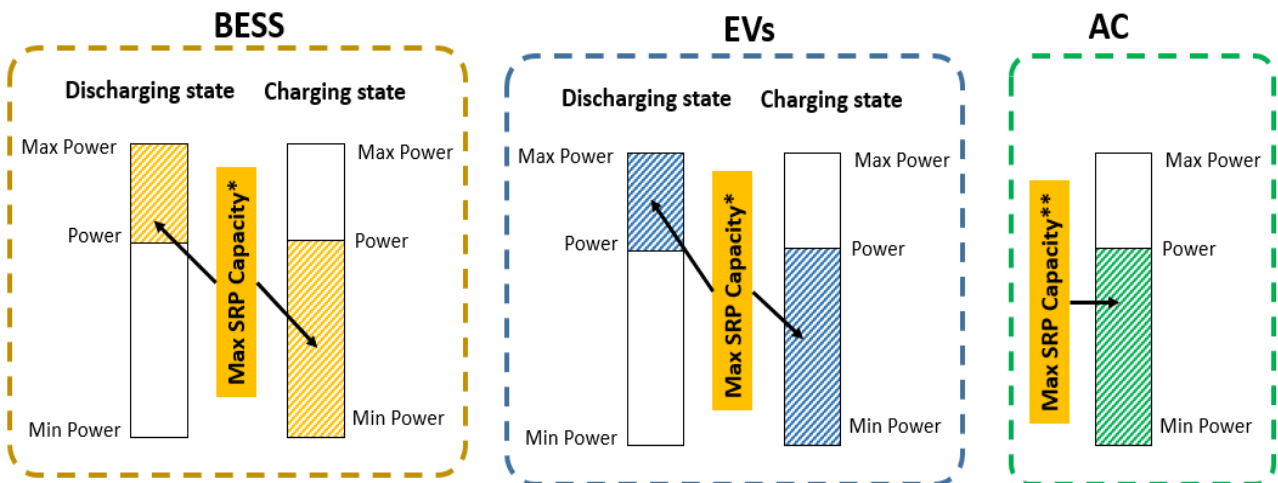 BESS
Discharging state
Charging state
Max Power
Power
Min Power
Max SRP Capacity*
Max Power
Power
Min Power
EVs
Discharging state
Charging state
Max Power
Power
Min Power
Max SRP Capacity*
Max Power
Power
Min Power
AC
Max SRP Capacity**
Max Power
Power
Min Power